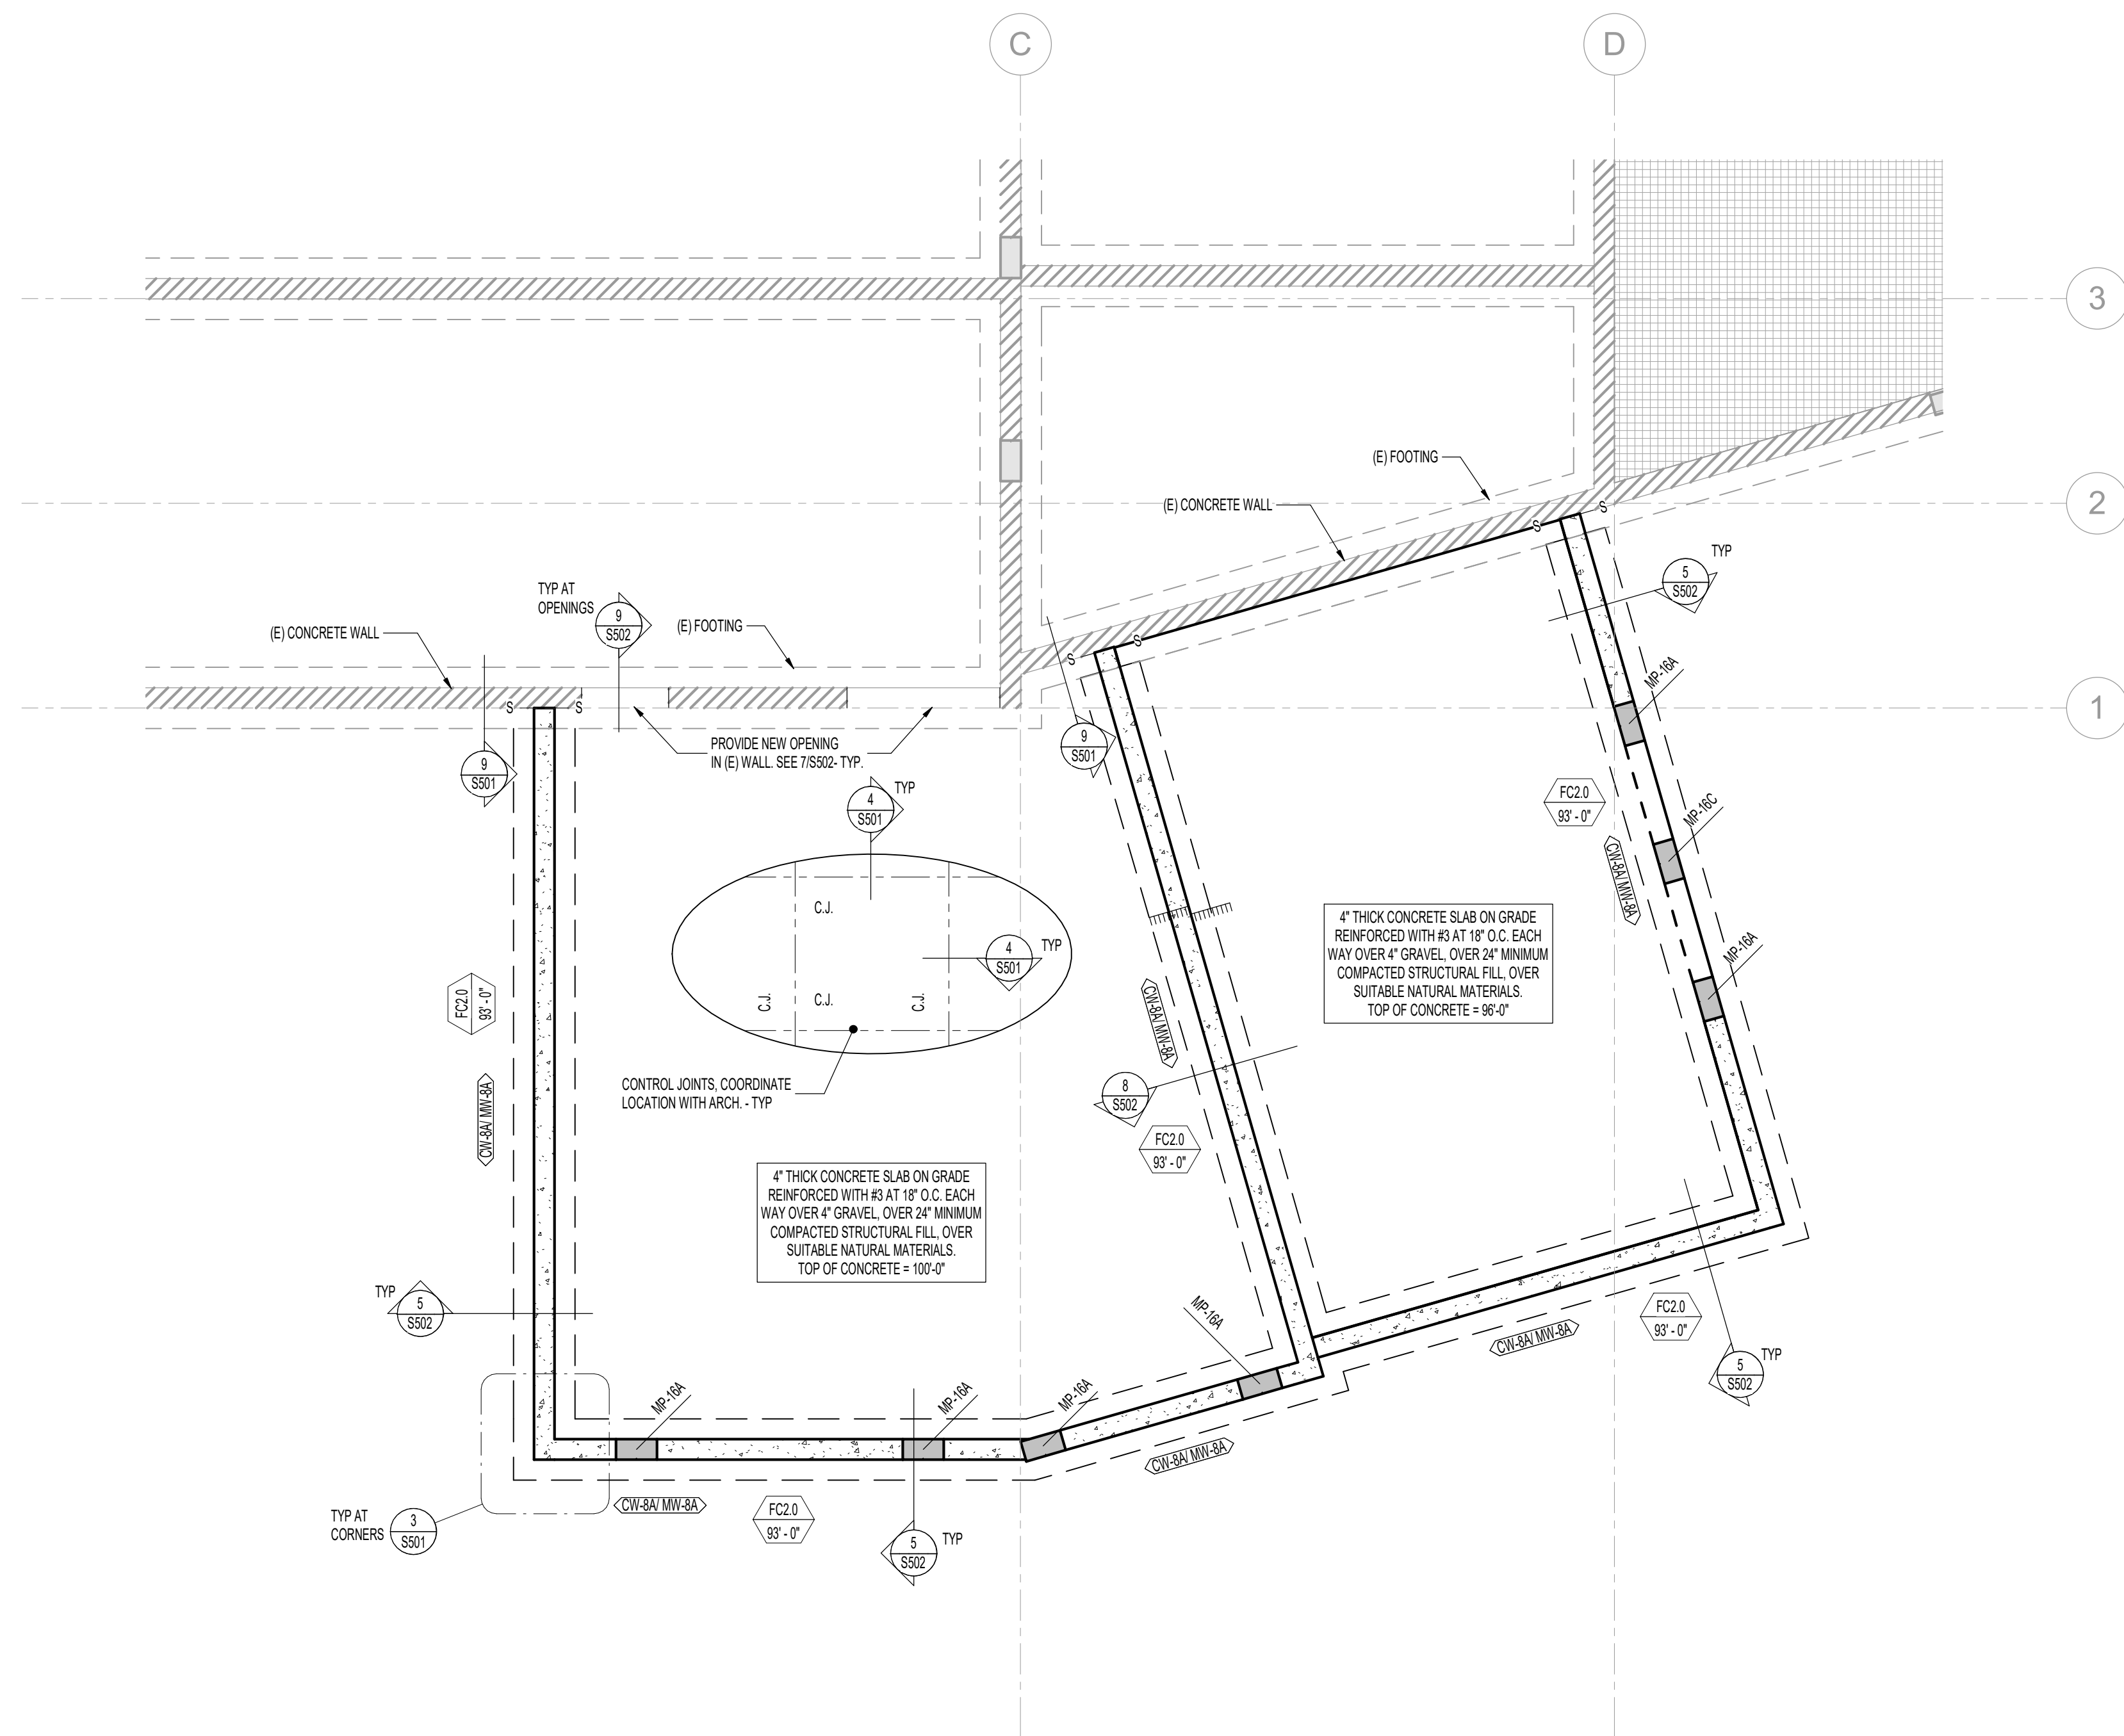 C
D
3
2
1
(E) FOOTING
(E) CONCRETE WALL
S
S
5
S502
TYP
TYP AT
OPENINGS
9
S502
(E) FOOTING
(E) CONCRETE WALL
S
S
S
S
MP-16A
9
S501
PROVIDE NEW OPENING
IN (E) WALL. SEE 7/S502- TYP.
9
S501
4
S501
TYP
FC2.0
93' - 0"
MP-16C
CW-8A/ MW-8A
C.J.
4
S501
TYP
C.J.
C.J.
C.J.
4" THICK CONCRETE SLAB ON GRADE
REINFORCED WITH #3 AT 18" O.C. EACH
WAY OVER 4" GRAVEL, OVER 24" MINIMUM
COMPACTED STRUCTURAL FILL, OVER
SUITABLE NATURAL MATERIALS.
TOP OF CONCRETE = 96'-0"
MP-16A
FC2.0
93' - 0"
CW-8A/ MW-8A
CONTROL JOINTS, COORDINATE
LOCATION WITH ARCH. - TYP
CW-8A/ MW-8A
8
S502
FC2.0
93' - 0"
4" THICK CONCRETE SLAB ON GRADE
REINFORCED WITH #3 AT 18" O.C. EACH
WAY OVER 4" GRAVEL, OVER 24" MINIMUM
COMPACTED STRUCTURAL FILL, OVER
SUITABLE NATURAL MATERIALS.
TOP OF CONCRETE = 100'-0"
TYP
5
S502
MP-16A
FC2.0
93' - 0"
CW-8A/ MW-8A
5
S502
TYP
MP-16A
MP-16A
MP-16A
CW-8A/ MW-8A
TYP AT
CORNERS
3
S501
CW-8A/ MW-8A
FC2.0
93' - 0"
5
S502
TYP